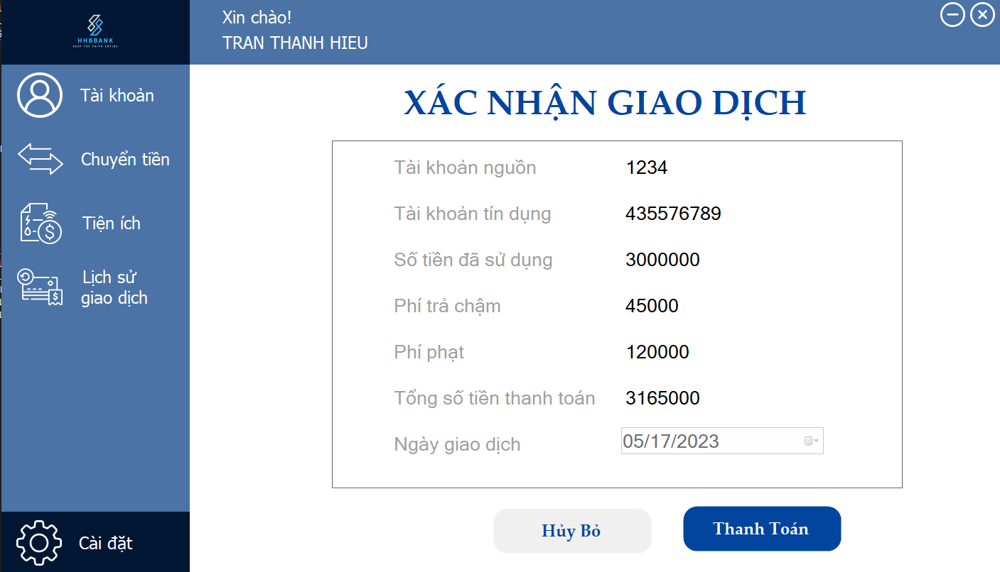 HHBBANK
KEEP THE FAITH ENTIRE
Xin chào!
TRAN THANH HIEU
Tài khoản
Chuyển tiền
Tiện ích
Lịch sử
giao dịch
Cài đặt
XÁC NHẬN GIAO DỊCH
Tài khoản nguồn 1234
Tài khoản tín dụng 435576789
Số tiền đã sử dụng 3000000
Phí trả chậm 45000
Phí phạt 120000
Tổng số tiền thanh toán 3165000
Ngày giao dịch 05/17/2023
Hủy Bỏ
Thanh Toán